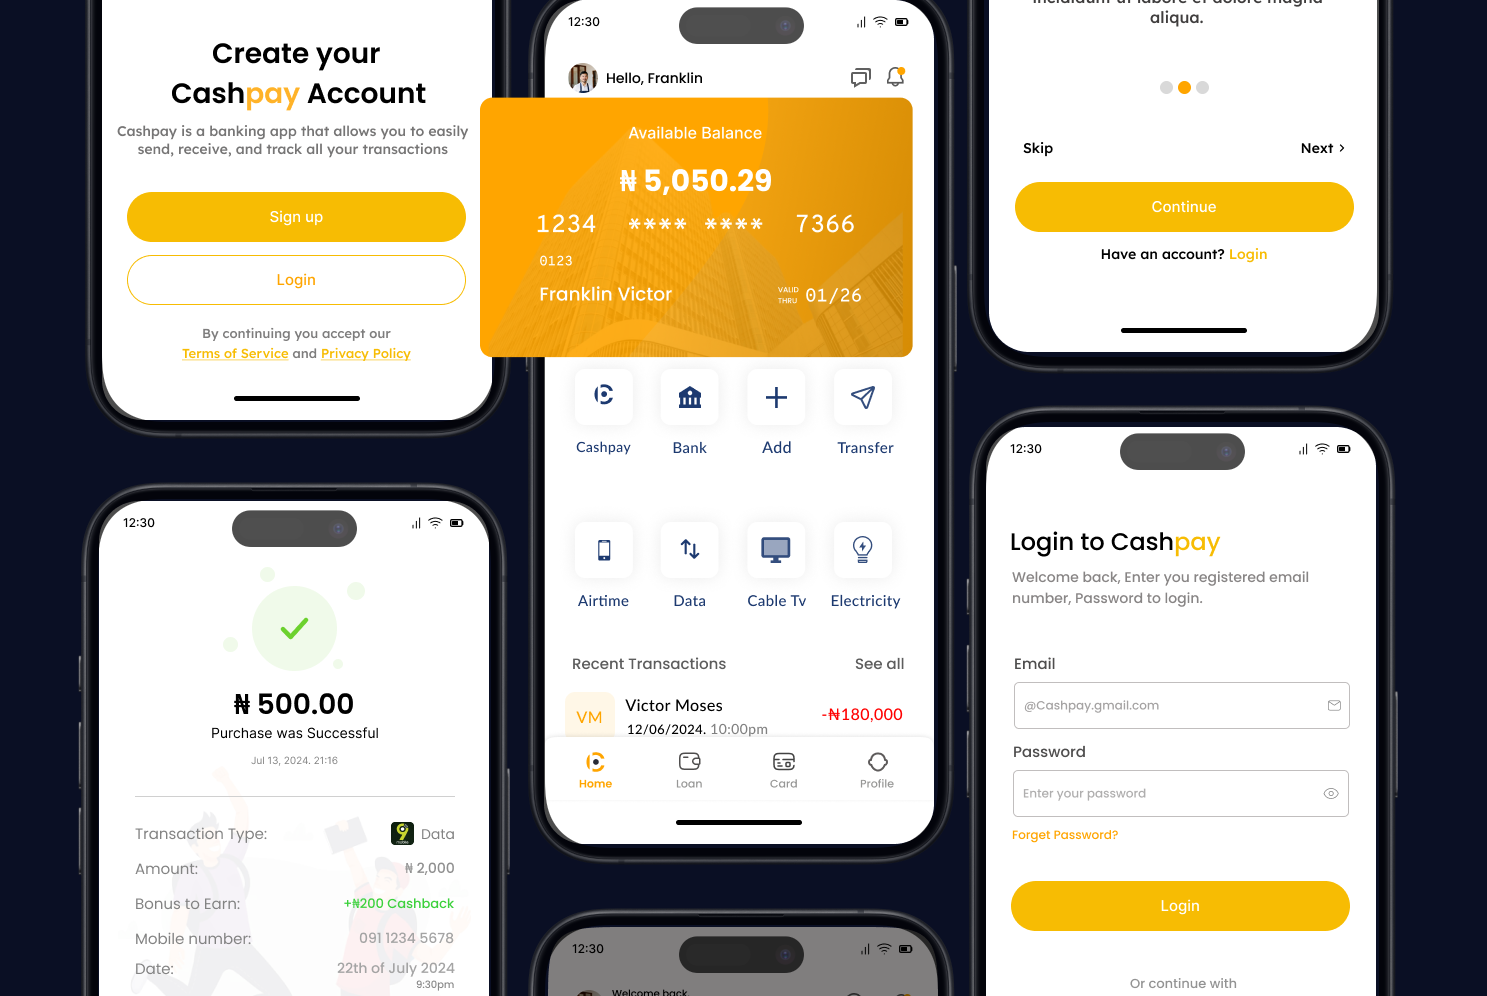 Create your
Cashpay Account
Cashpay is a banking app that allows you to easily
send, receive, and track all your transactions
Sign up
Login
By continuing you accept our
Terms of Service and Privacy Policy
12:30
₦ 500.00
Purchase was Successful
Jul 13, 2024. 21:16
Transaction Type: 9 mobile Data
Amount: ₦ 2,000
Bonus to Earn: +₦200 Cashback
Mobile number: 091 1234 5678
Date: 22th of July 2024
9:30pm
12:30
Hello, Franklin
Available Balance
₦ 5,050.29
1234 **** **** 7366
0123
Franklin Victor
VALID THRU 01/26
Cashpay Bank Add Transfer
Airtime Data Cable Tv Electricity
Recent Transactions See all
VM
Victor Moses
12/06/2024. 10:00pm
-₦180,000
Home Loan Card Profile
12:30
Welcome back,
incididunt ut labore et dolore magna
aliqua.
Skip Next
Continue
Have an account? Login
12:30
Login to Cashpay
Welcome back, Enter you registered email
number, Password to login.
Email
@Cashpay.gmail.com
Password
Enter your password
Forget Password?
Login
Or continue with